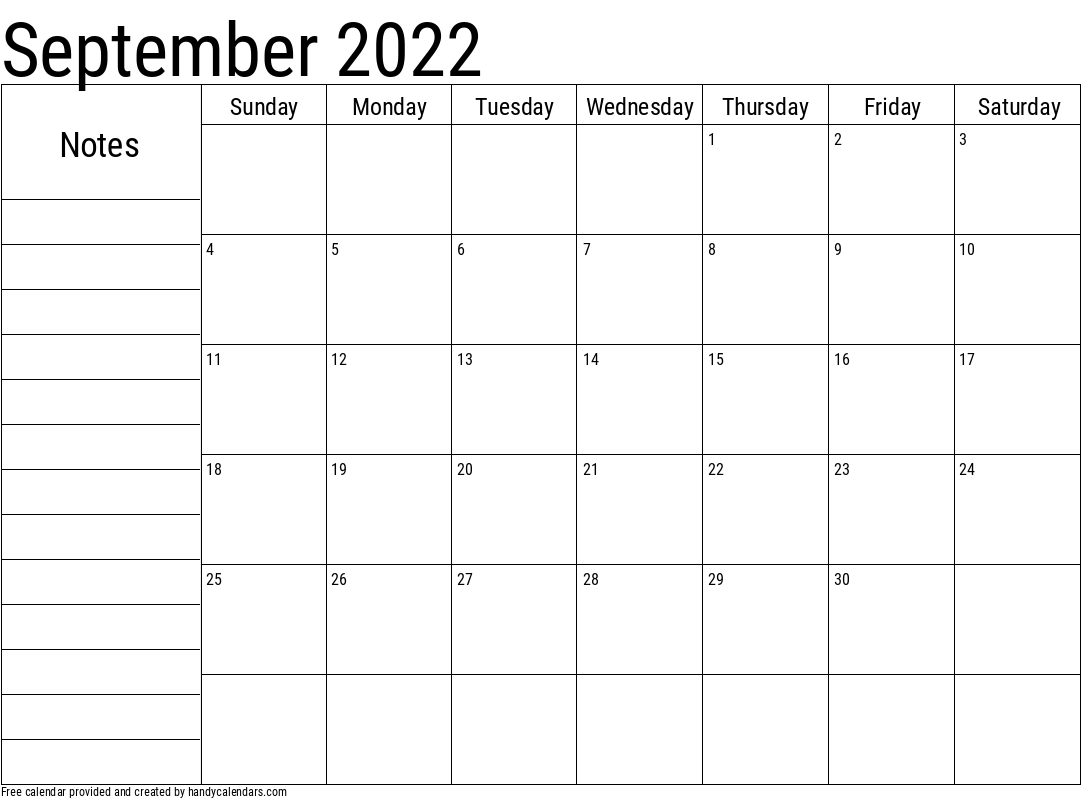 September 2022
Notes
Sunday Monday Tuesday Wednesday Thursday Friday Saturday
1 2 3
4 5 6 7 8 9 10
11 12 13 14 15 16 17
18 19 20 21 22 23 24
25 26 27 28 29 30
Free calendar provided and created by handycalendars.com